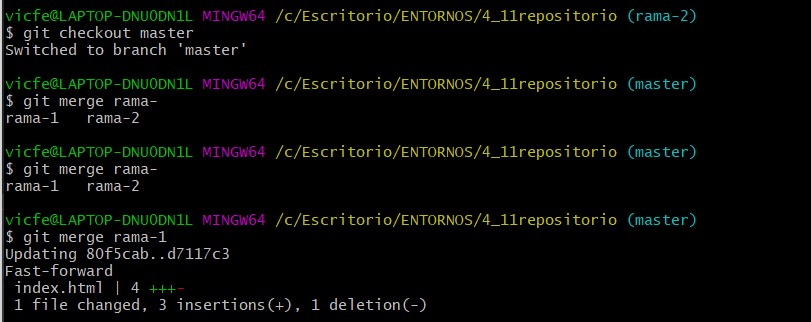 vicfe@LAPTOP-DNU0DN1L MINGW64 /c/Escritorio/ENTORNOS/4_11repositorio (rama-2)
$ git checkout master
Switched to branch 'master'
vicfe@LAPTOP-DNU0DN1L MINGW64 /c/Escritorio/ENTORNOS/4_11repositorio (master)
$ git merge rama-
rama-1   rama-2
vicfe@LAPTOP-DNU0DN1L MINGW64 /c/Escritorio/ENTORNOS/4_11repositorio (master)
$ git merge rama-
rama-1   rama-2
vicfe@LAPTOP-DNU0DN1L MINGW64 /c/Escritorio/ENTORNOS/4_11repositorio (master)
$ git merge rama-1
Updating 80f5cab..d7117c3
Fast-forward
 index.html | 4 +++-
 1 file changed, 3 insertions(+), 1 deletion(-)